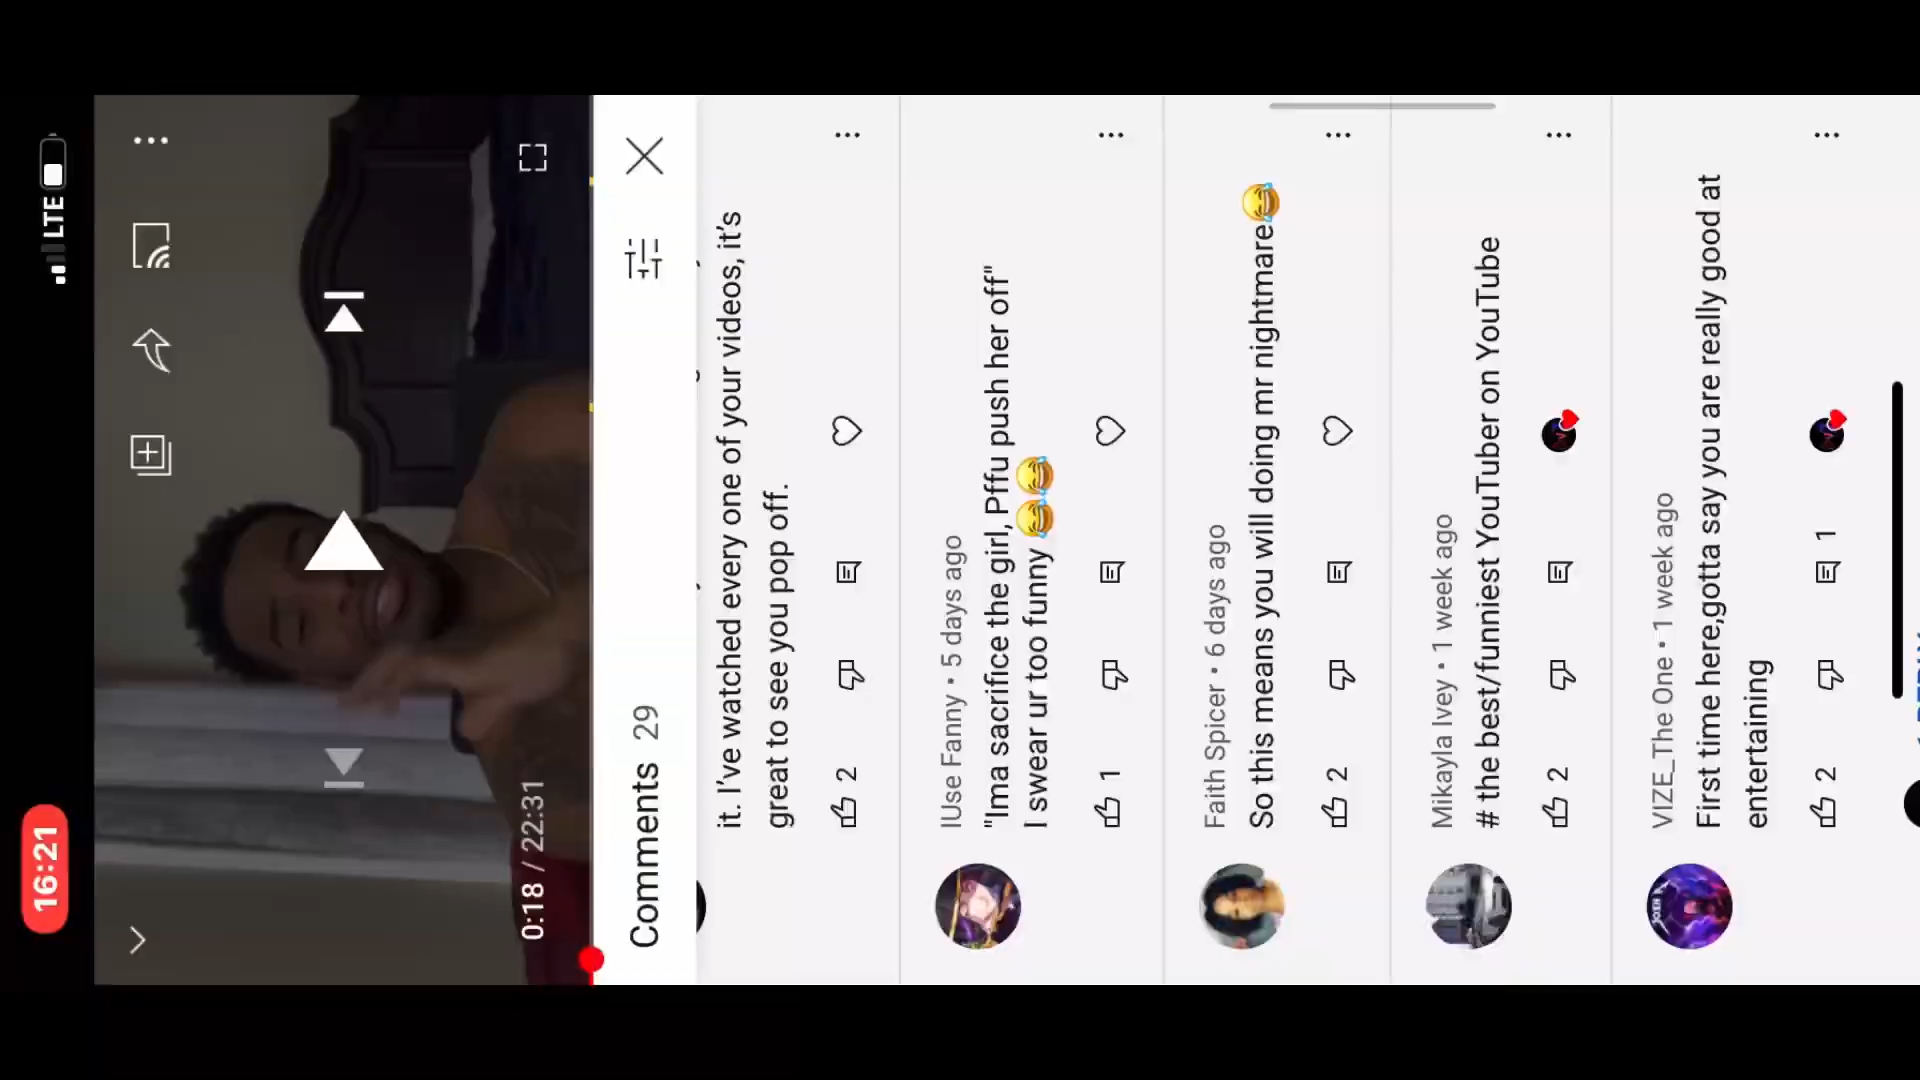 16:21
LTE
0:18 / 22:31
Comments 29
it. I've watched every one of your videos, it's
great to see you pop off.
2
IUse Fanny • 5 days ago
"Ima sacrifice the girl, Pffu push her off"
I swear ur too funny 😂😂
1
Faith Spicer • 6 days ago
So this means you will doing mr nightmare😂
2
Mikayla Ivey • 1 week ago
# the best/funniest YouTuber on YouTube
2
VIZE_The One • 1 week ago
First time here,gotta say you are really good at
entertaining
2
1